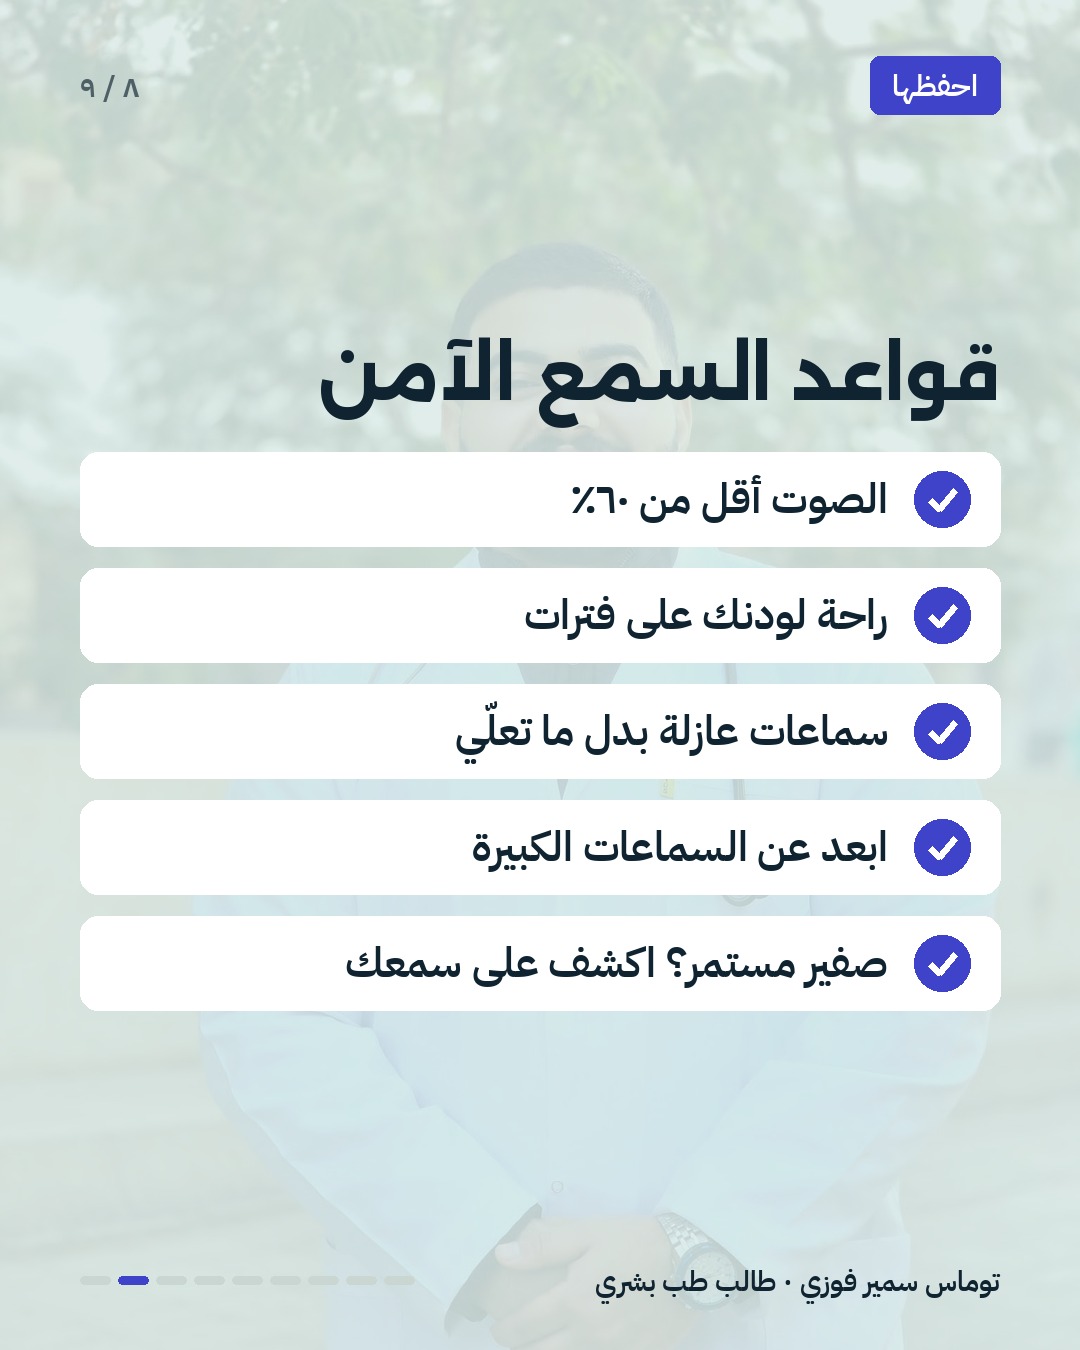 احفظها
٨ / ٩
قواعد السمع الآمن
الصوت أقل من ٦٠٪
راحة لودنك على فترات
سماعات عازلة بدل ما تعلّي
ابعد عن السماعات الكبيرة
صفير مستمر؟ اكشف على سمعك
توماس سمير فوزي · طالب طب بشري